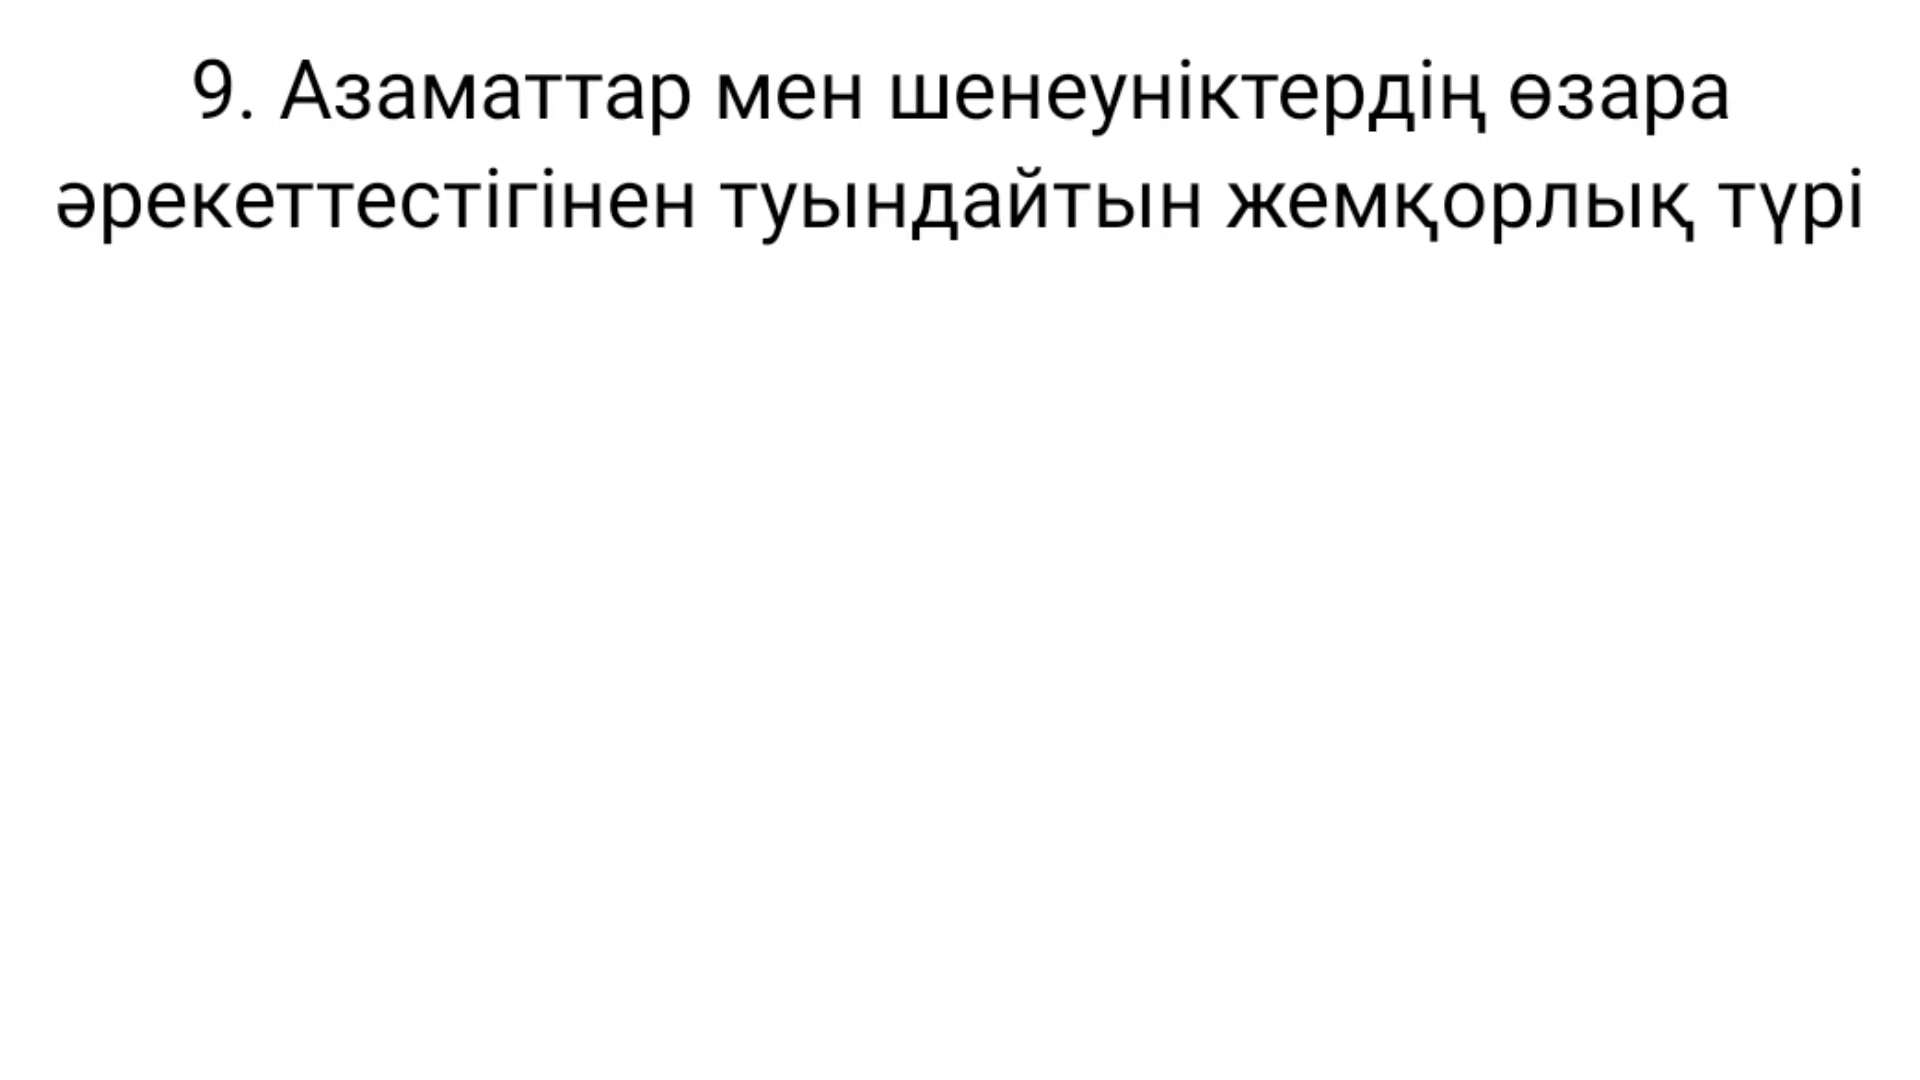 9. Азаматтар мен шенеуніктердің өзара
әрекеттестігінен туындайтын жемқорлық түрі